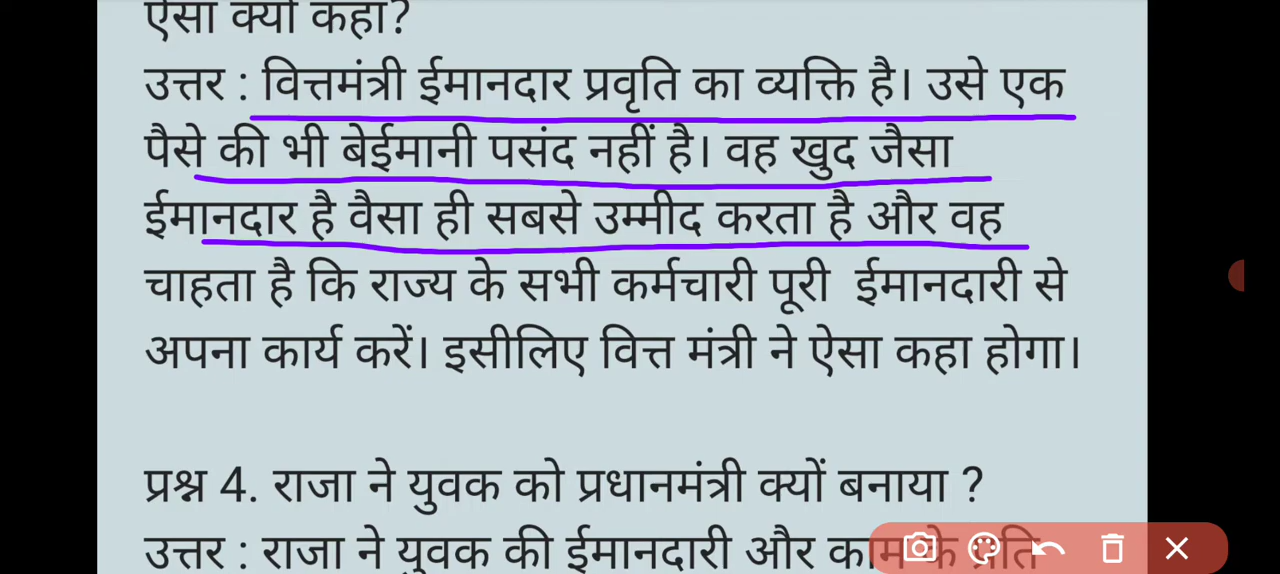 ऐसा क्यों कहा?
उत्तर : वित्तमंत्री ईमानदार प्रवृति का व्यक्ति है। उसे एक
पैसे की भी बेईमानी पसंद नहीं है। वह खुद जैसा
ईमानदार है वैसा ही सबसे उम्मीद करता है और वह
चाहता है कि राज्य के सभी कर्मचारी पूरी ईमानदारी से
अपना कार्य करें। इसीलिए वित्त मंत्री ने ऐसा कहा होगा।
प्रश्न 4. राजा ने युवक को प्रधानमंत्री क्यों बनाया ?
उत्तर : राजा ने युवक की ईमानदारी और काम के प्रति